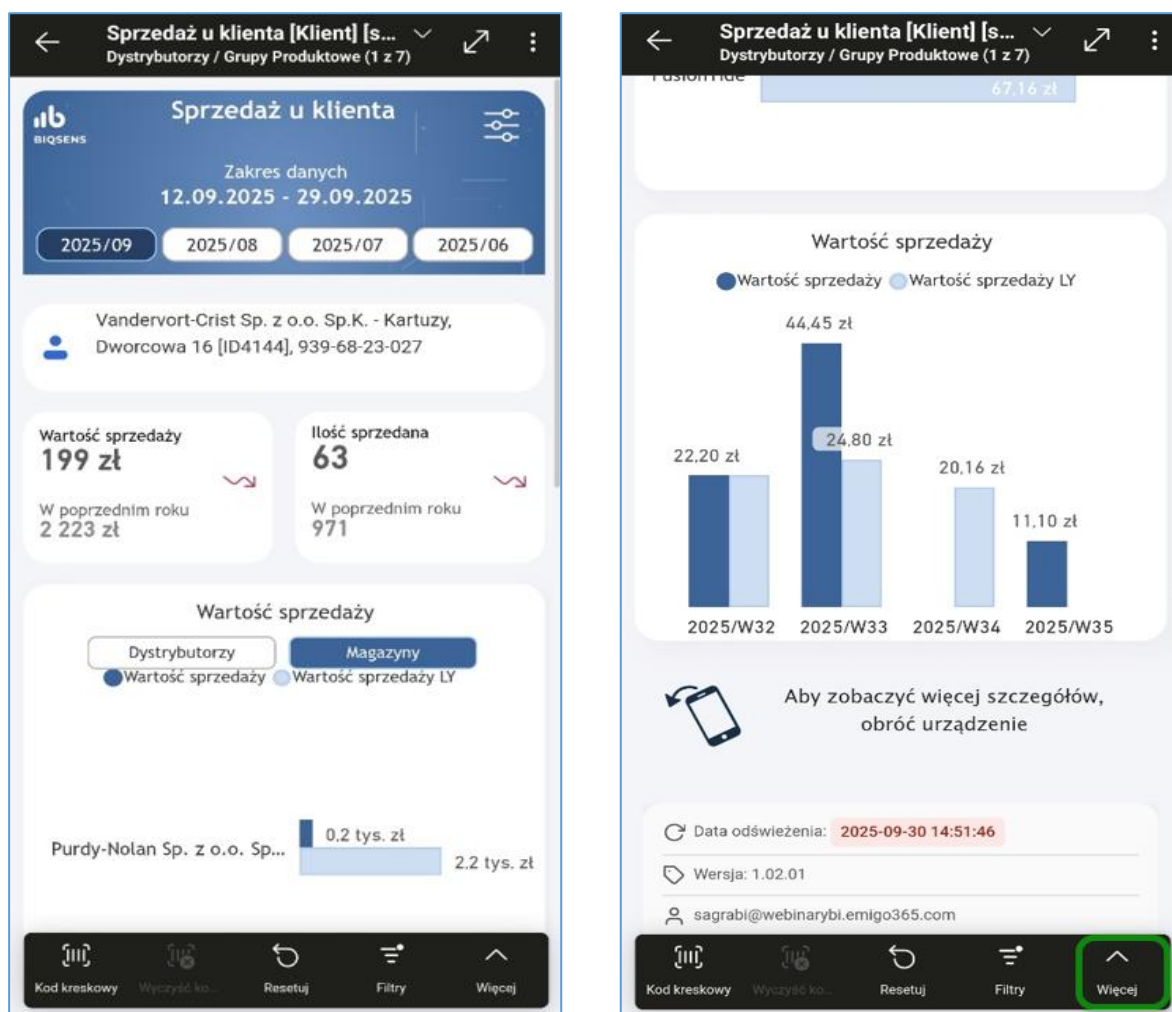 Sprzedaż u klienta [Klient] [s...
Dystrybutorzy / Grupy Produktowe (1 z 7)
BIQSENS
Sprzedaż u klienta
Zakres danych
12.09.2025 - 29.09.2025
2025/09 2025/08 2025/07 2025/06
Vandervort-Crist Sp. z o.o. Sp.K. - Kartuzy,
Dworcowa 16 [ID4144], 939-68-23-027
Wartość sprzedaży
199 zł
W poprzednim roku
2 223 zł
Ilość sprzedana
63
W poprzednim roku
971
Wartość sprzedaży
Dystrybutorzy Magazyny
Wartość sprzedaży Wartość sprzedaży LY
Purdy-Nolan Sp. z o.o. Sp...
0,2 tys. zł
2,2 tys. zł
Kod kreskowy Wyczyść ko... Resetuj Filtry Więcej
Sprzedaż u klienta [Klient] [s...
Dystrybutorzy / Grupy Produktowe (1 z 7)
67,16 zł
Wartość sprzedaży
Wartość sprzedaży Wartość sprzedaży LY
44,45 zł
24,80 zł
22,20 zł
20,16 zł
11,10 zł
2025/W32 2025/W33 2025/W34 2025/W35
Aby zobaczyć więcej szczegółów,
obróć urządzenie
Data odświeżenia: 2025-09-30 14:51:46
Wersja: 1.02.01
sagrabi@webinarybi.emigo365.com
Kod kreskowy Wyczyść ko... Resetuj Filtry Więcej